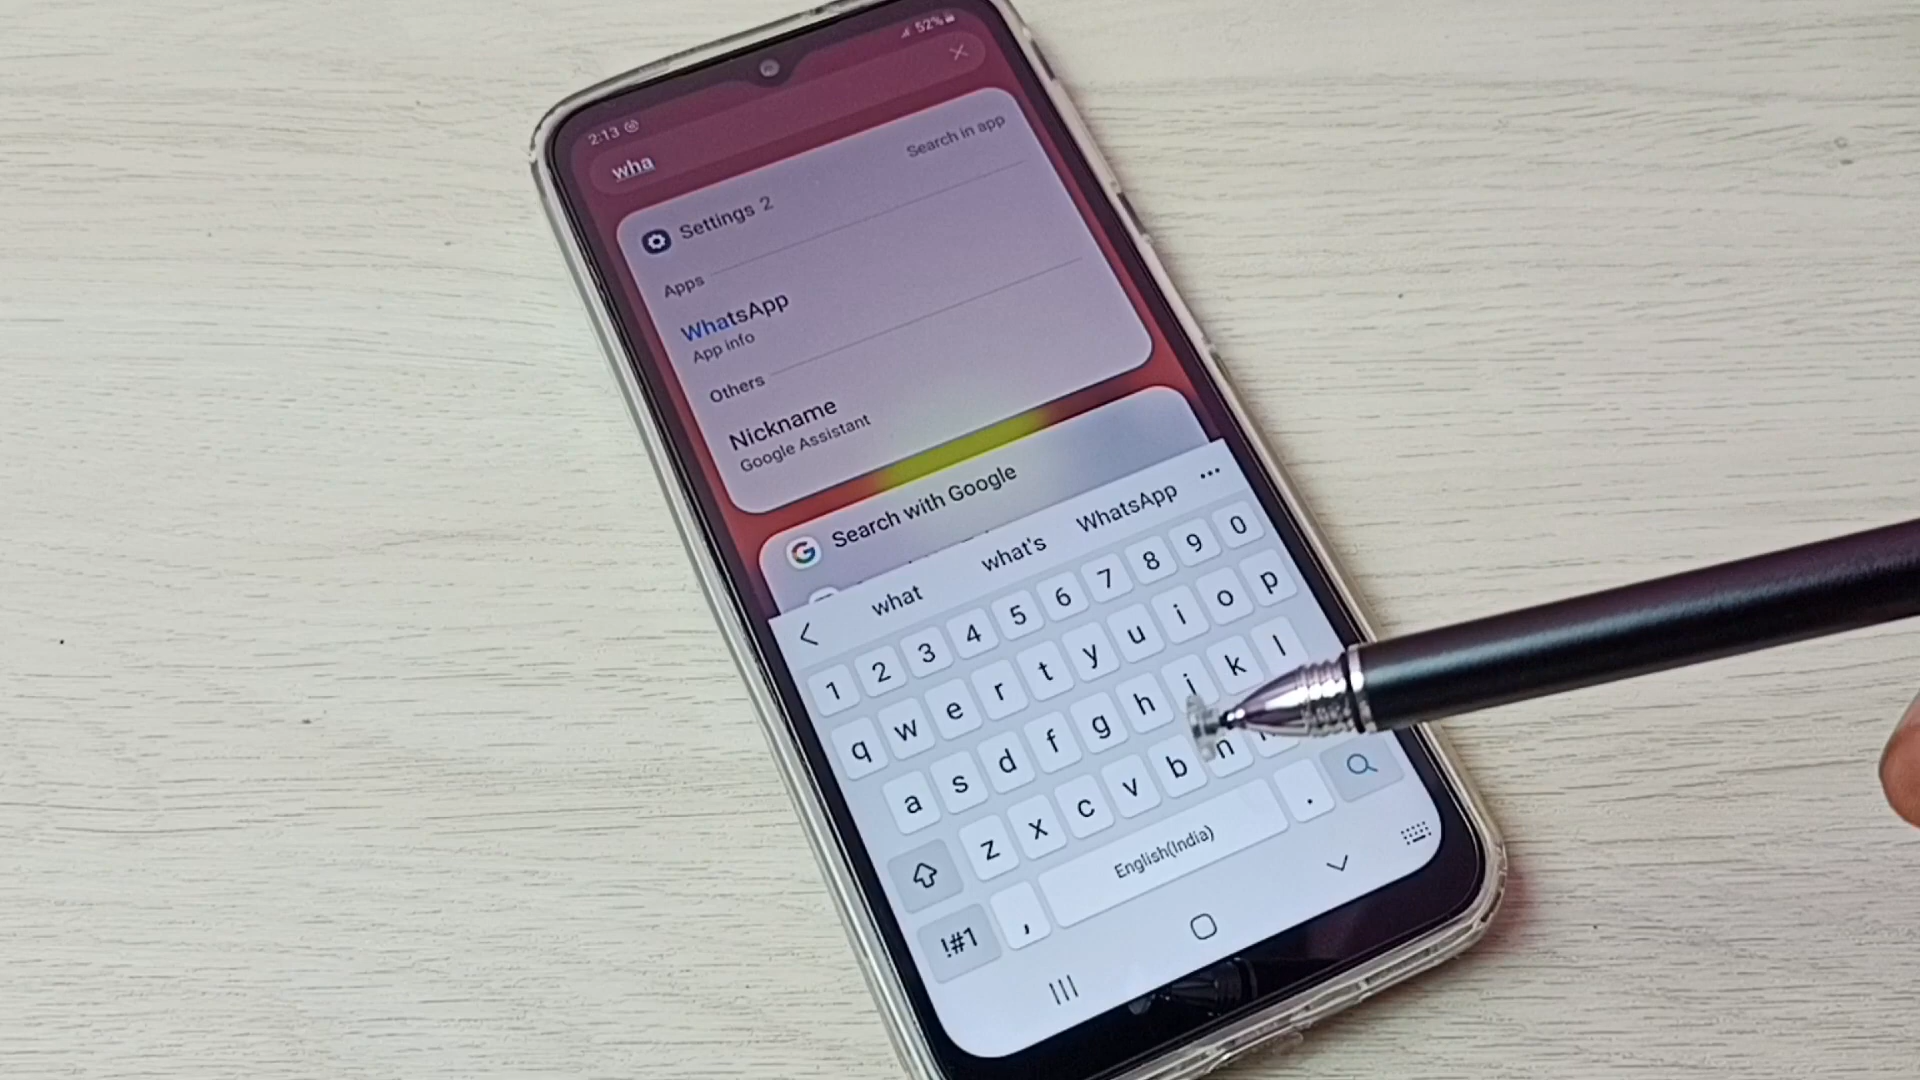 2:13 52%
wha
Search in app
Settings 2
Apps
WhatsApp
App info
Others
Nickname
Google Assistant
Search with Google
what what's WhatsApp
1 2 3 4 5 6 7 8 9 0
q w e r t y u i o p
a s d f g h j k l
z x c v b n
!#1 , English(India) .